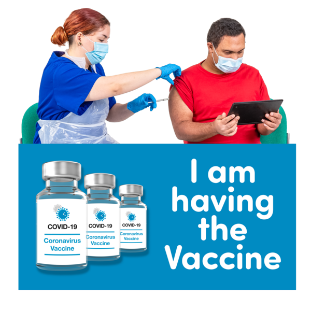 I am
having
the
Vaccine
COVID-19
Coronavirus
Vaccine
COVID-19
Coronavirus
Vaccine
COVID-19
Coronavirus
Vaccine